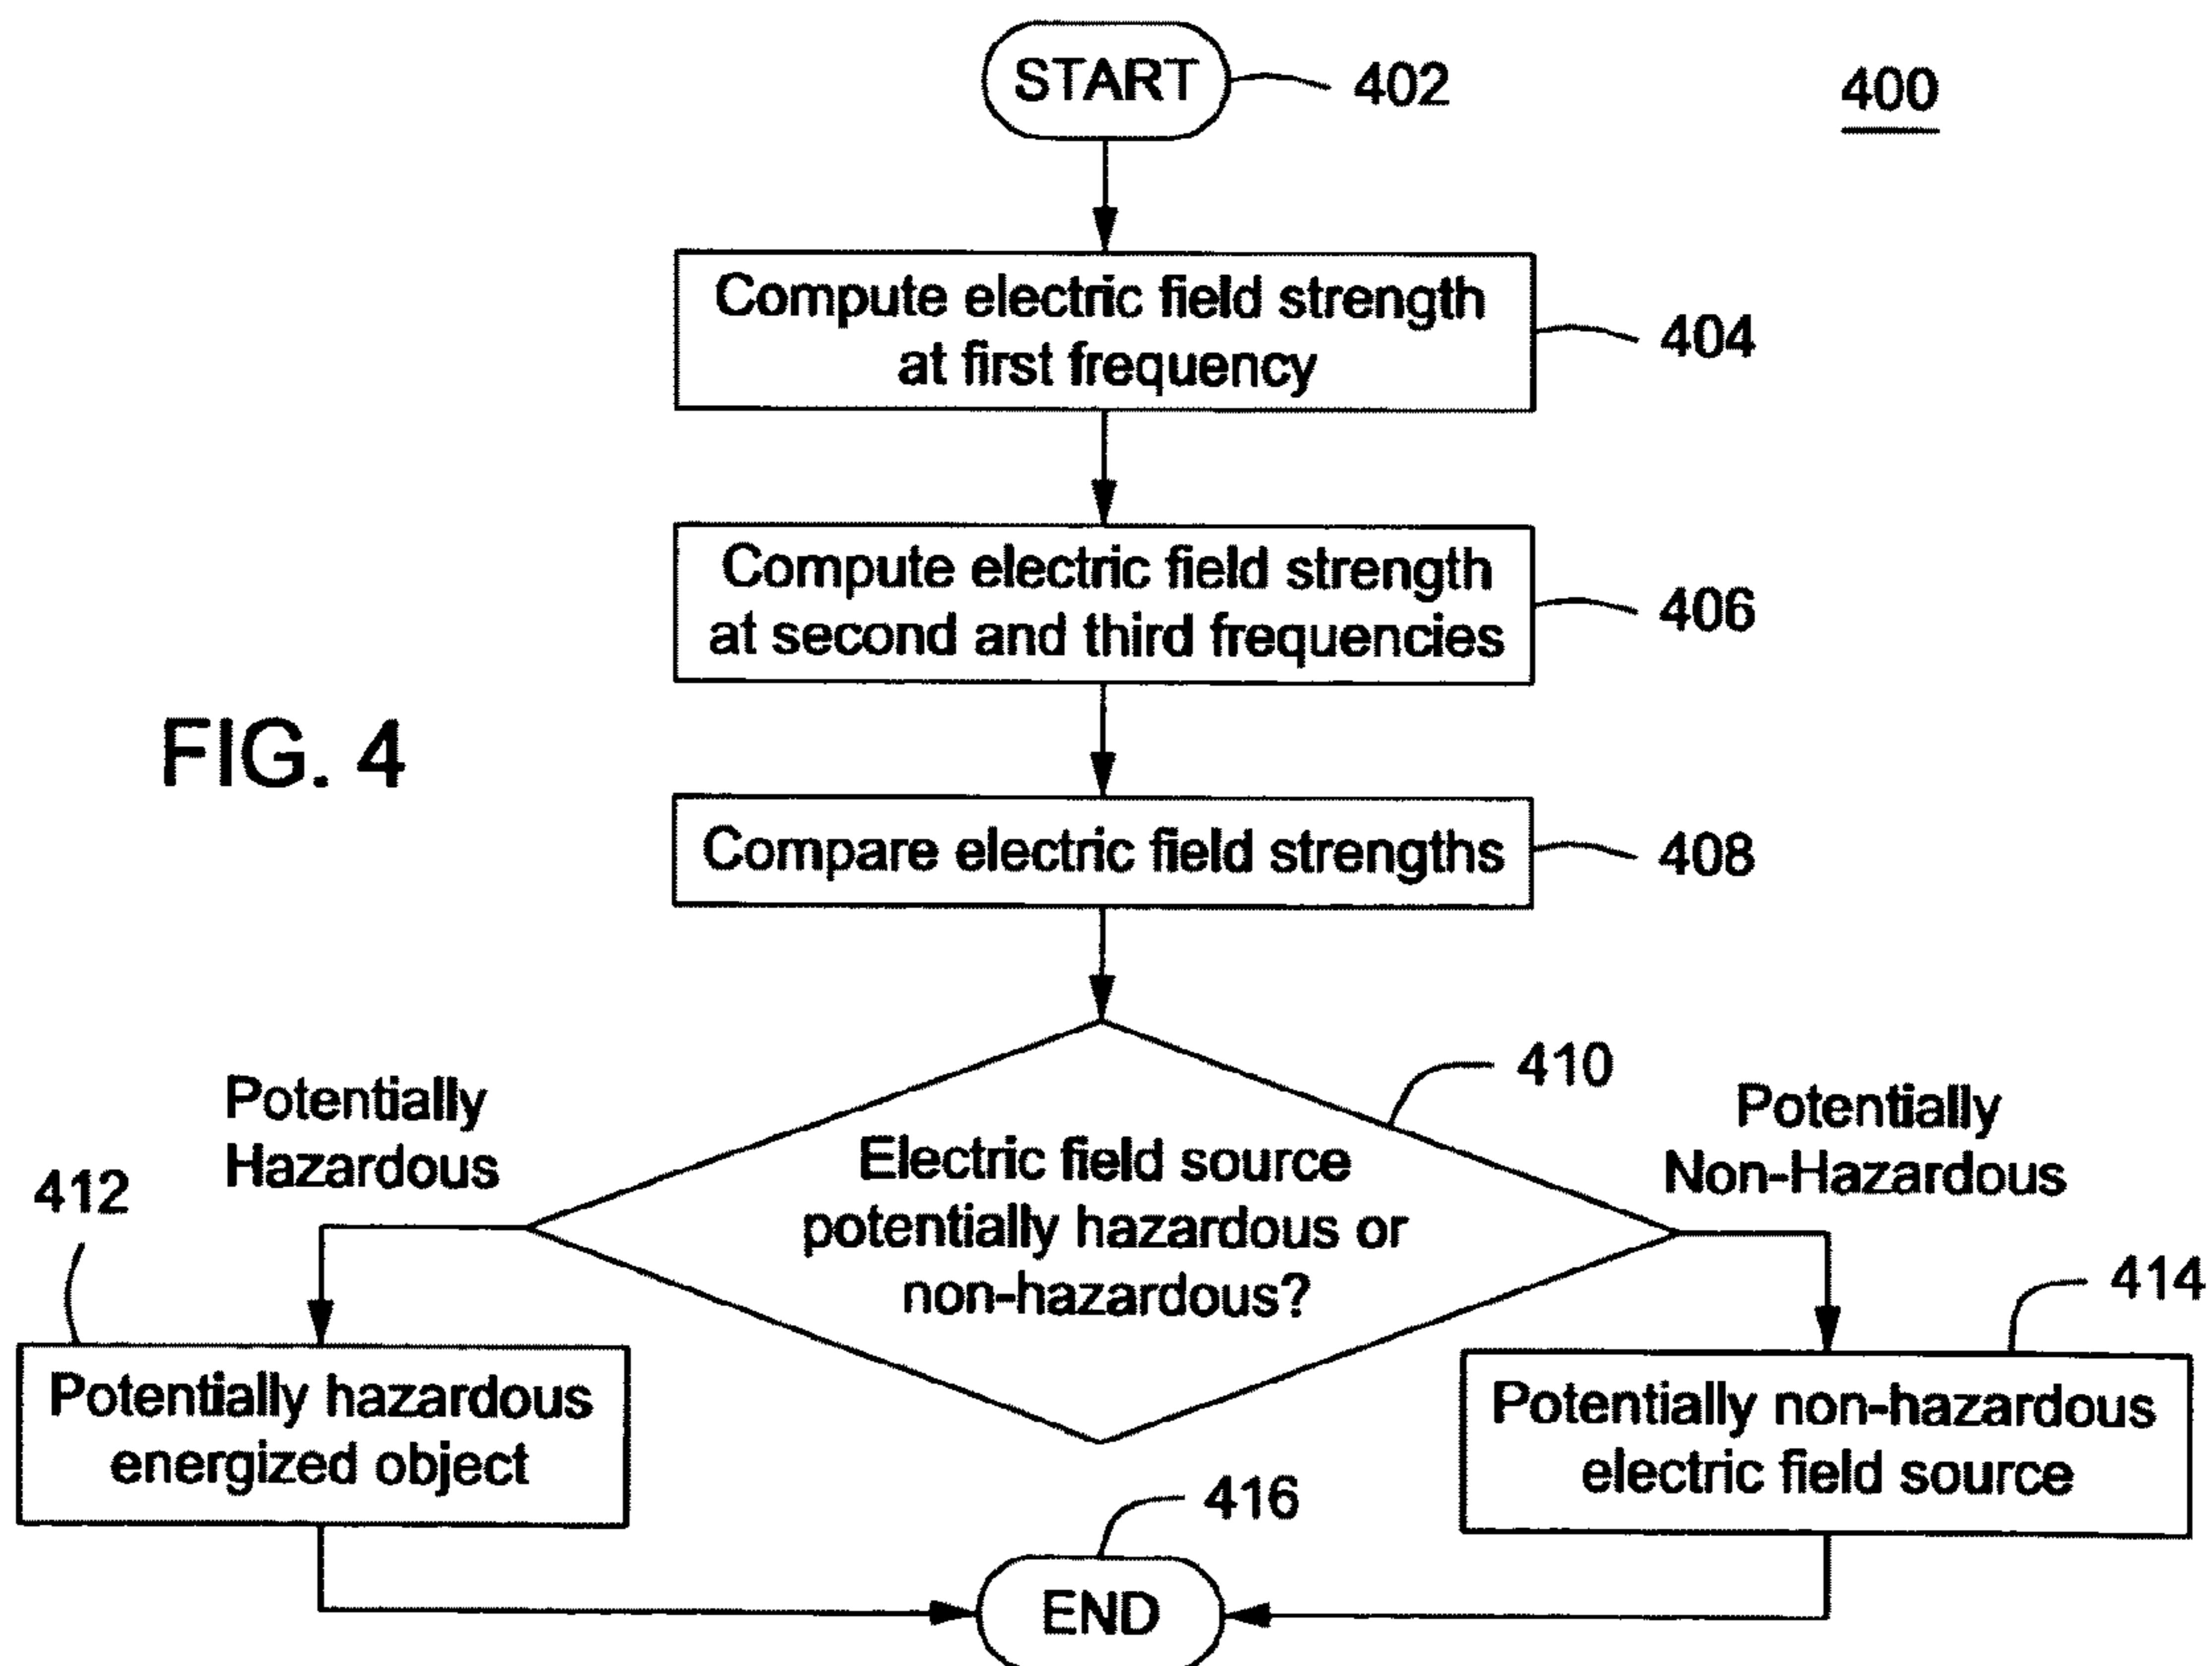 START
402
400
Compute electric field strength
at first frequency
404
Compute electric field strength
at second and third frequencies
406
FIG. 4
Compare electric field strengths
408
410
Potentially
Hazardous
Potentially
Non-Hazardous
Electric field source
potentially hazardous or
non-hazardous?
412
414
Potentially hazardous
energized object
Potentially non-hazardous
electric field source
416
END